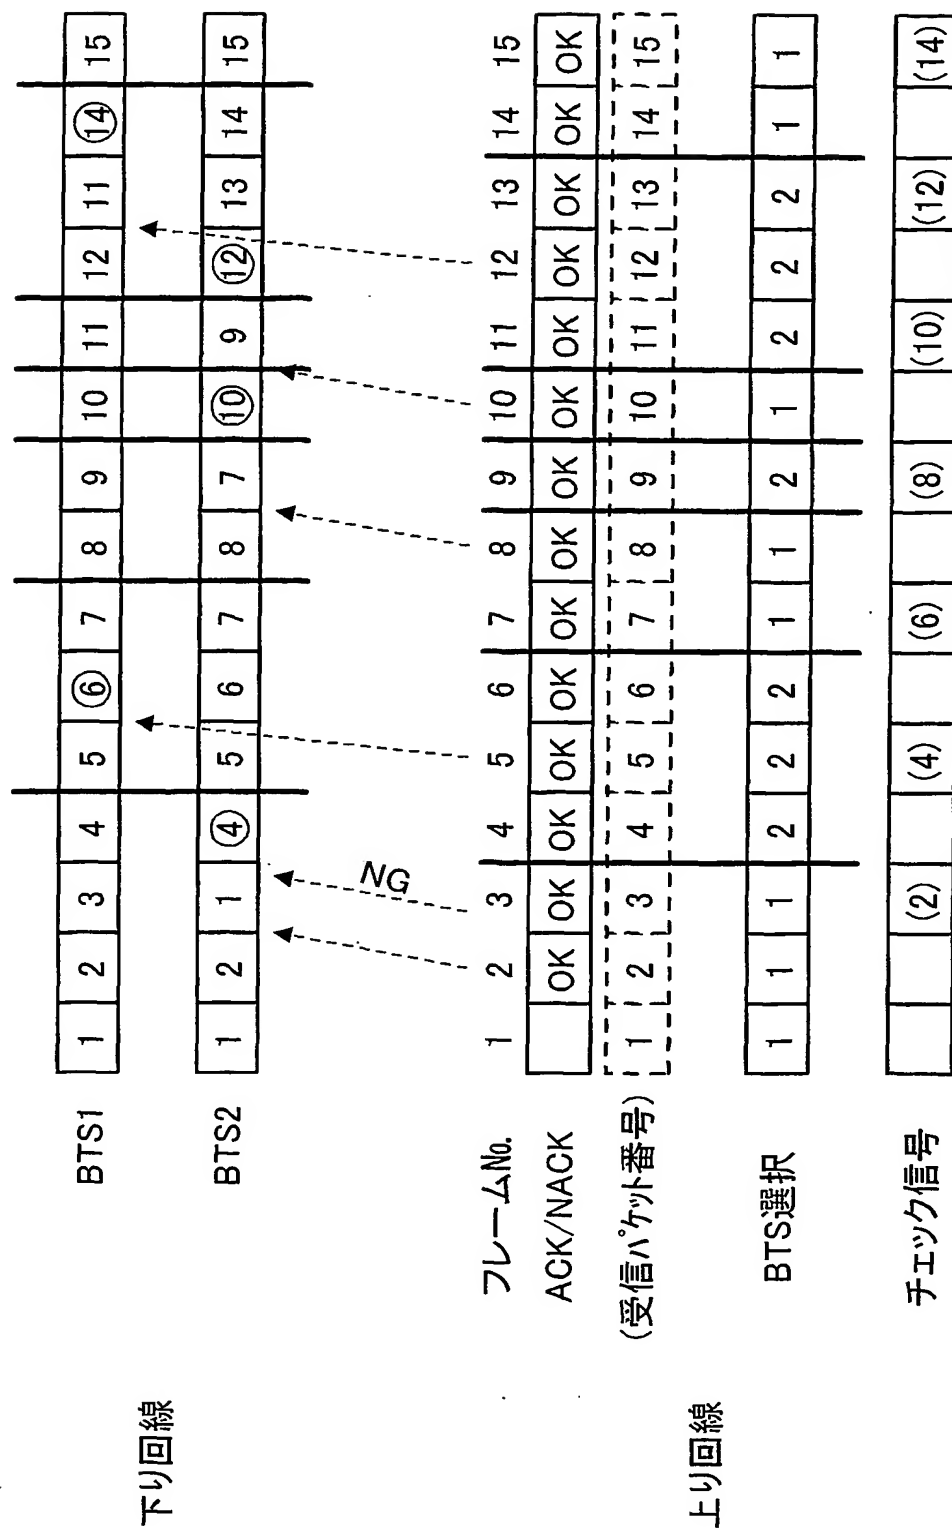 下り回線
BTS1 1 2 3 4 5 ⑥ 7 8 9 10 11 12 11 ⑭ 15
BTS2 1 2 1 ④ 5 6 7 8 7 ⑩ 9 ⑫ 13 14 15
NG
上り回線
フレームNo. 1 2 3 4 5 6 7 8 9 10 11 12 13 14 15
ACK/NACK OK OK OK OK OK OK OK OK OK OK OK OK OK OK
(受信パケット番号) 1 2 3 4 5 6 7 8 9 10 11 12 13 14 15
BTS選択 1 1 1 2 2 2 1 1 2 1 2 2 2 1 1
チェック信号 (2) (4) (6) (8) (10) (12) (14)